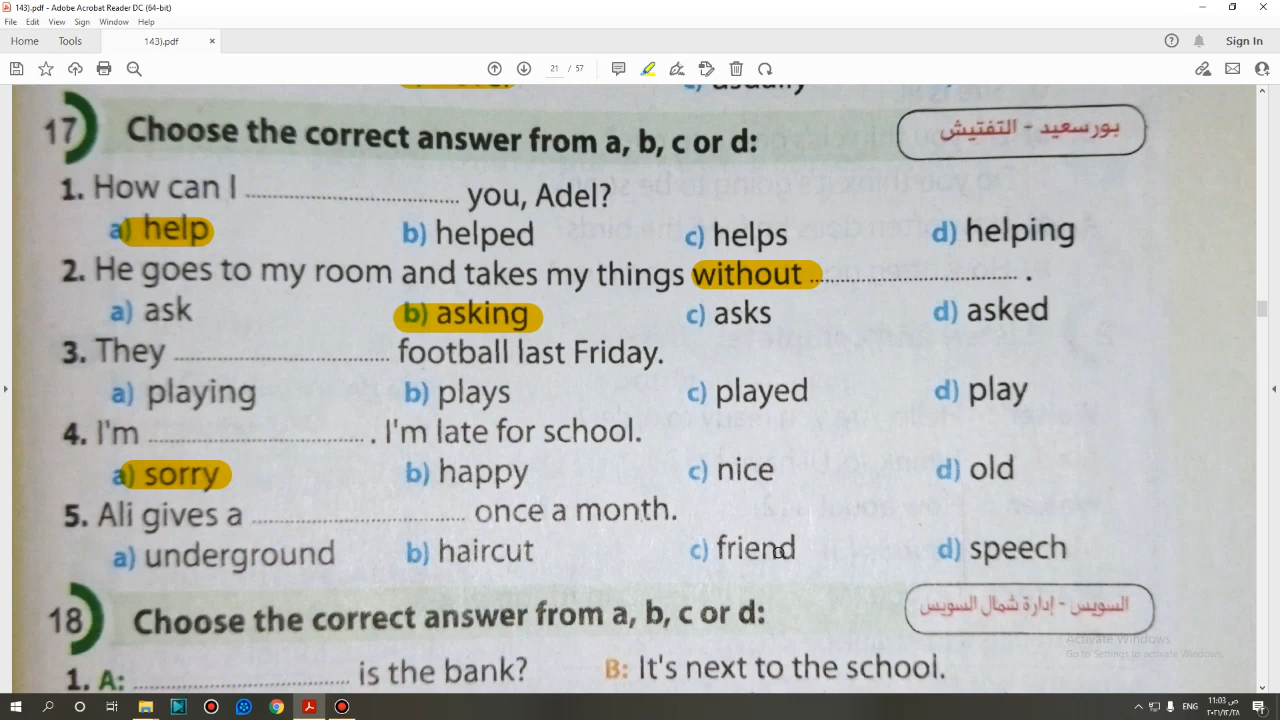 143).pdf - Adobe Acrobat Reader DC (64-bit)
File Edit View Sign Window Help
Home Tools 143).pdf × Sign In
21 / 57
usually
17 Choose the correct answer from a, b, c or d: بورسعيد - التفتيش
1. How can I ........................ you, Adel?
a) help b) helped c) helps d) helping
2. He goes to my room and takes my things without ........................ .
a) ask b) asking c) asks d) asked
3. They ........................ football last Friday.
a) playing b) plays c) played d) play
4. I'm ........................ . I'm late for school.
a) sorry b) happy c) nice d) old
5. Ali gives a ........................ once a month.
a) underground b) haircut c) friend d) speech
18 Choose the correct answer from a, b, c or d: السويس - إدارة شمال السويس
Activate Windows
Go to Settings to activate Windows.
1. A: ........................ is the bank? B: It's next to the school.
ENG 11:03 ص
٢٠٢١/١٢/٢٨